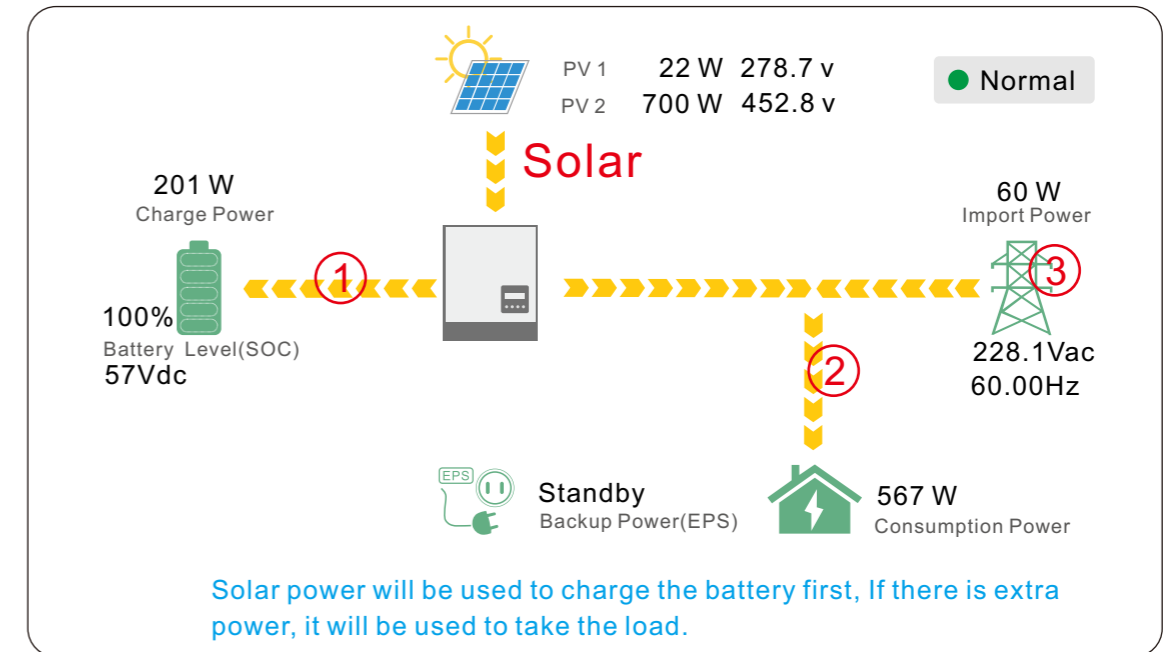 PV 1 22 W 278.7 v
PV 2 700 W 452.8 v
Normal
Solar
201 W
Charge Power
60 W
Import Power
1
3
100%
Battery Level(SOC)
57Vdc
228.1Vac
60.00Hz
2
EPS
Standby
Backup Power(EPS)
567 W
Consumption Power
Solar power will be used to charge the battery first, If there is extra
power, it will be used to take the load.